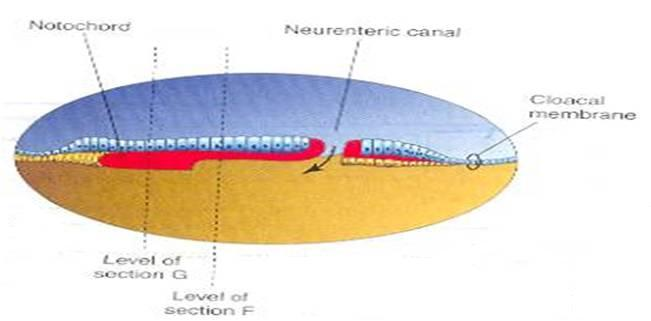 Notochord
Neurenteric canal
Cloacal
membrane
Level of
section G
Level of
section F